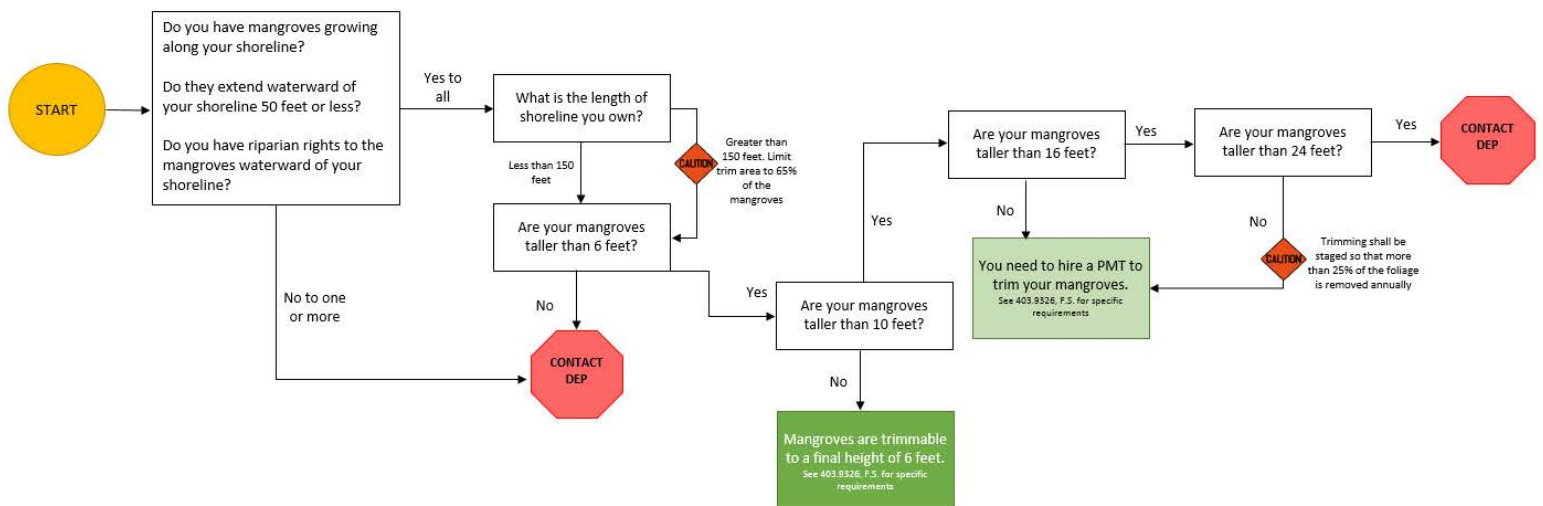 START
Do you have mangroves growing
along your shoreline?
Do they extend waterward of
your shoreline 50 feet or less?
Do you have riparian rights to the
mangroves waterward of your
shoreline?
Yes to
all
No to one
or more
What is the length of
shoreline you own?
Less than 150
feet
CAUTION
Greater than
150 feet. Limit
trim area to 65%
of the
mangroves
Are your mangroves
taller than 6 feet?
No
CONTACT
DEP
Yes
Are your mangroves
taller than 10 feet?
No
Mangroves are trimmable
to a final height of 6 feet.
See 403.9326, F.S. for specific
requirements
Yes
Are your mangroves
taller than 16 feet?
No
You need to hire a PMT to
trim your mangroves.
See 403.9326, F.S. for specific
requirements
Yes
Are your mangroves
taller than 24 feet?
No
CAUTION
Trimming shall be
staged so that more
than 25% of the foliage
is removed annually
Yes
CONTACT
DEP